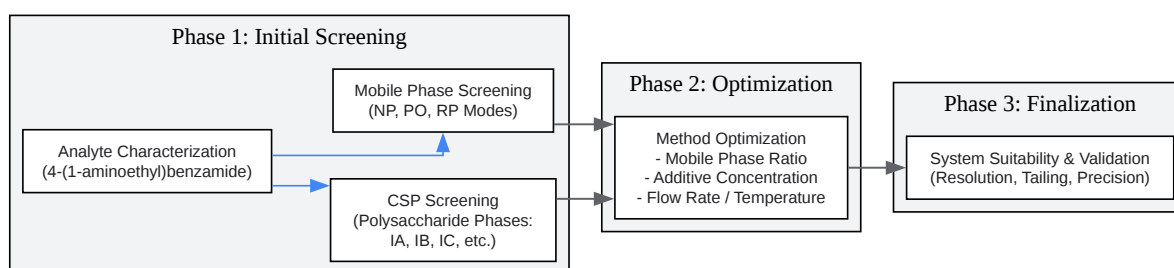 Phase 1: Initial Screening
Analyte Characterization
(4-(1-aminoethyl)benzamide)
Mobile Phase Screening
(NP, PO, RP Modes)
CSP Screening
(Polysaccharide Phases:
IA, IB, IC, etc.)
Phase 2: Optimization
Method Optimization
- Mobile Phase Ratio
- Additive Concentration
- Flow Rate / Temperature
Phase 3: Finalization
System Suitability & Validation
(Resolution, Tailing, Precision)